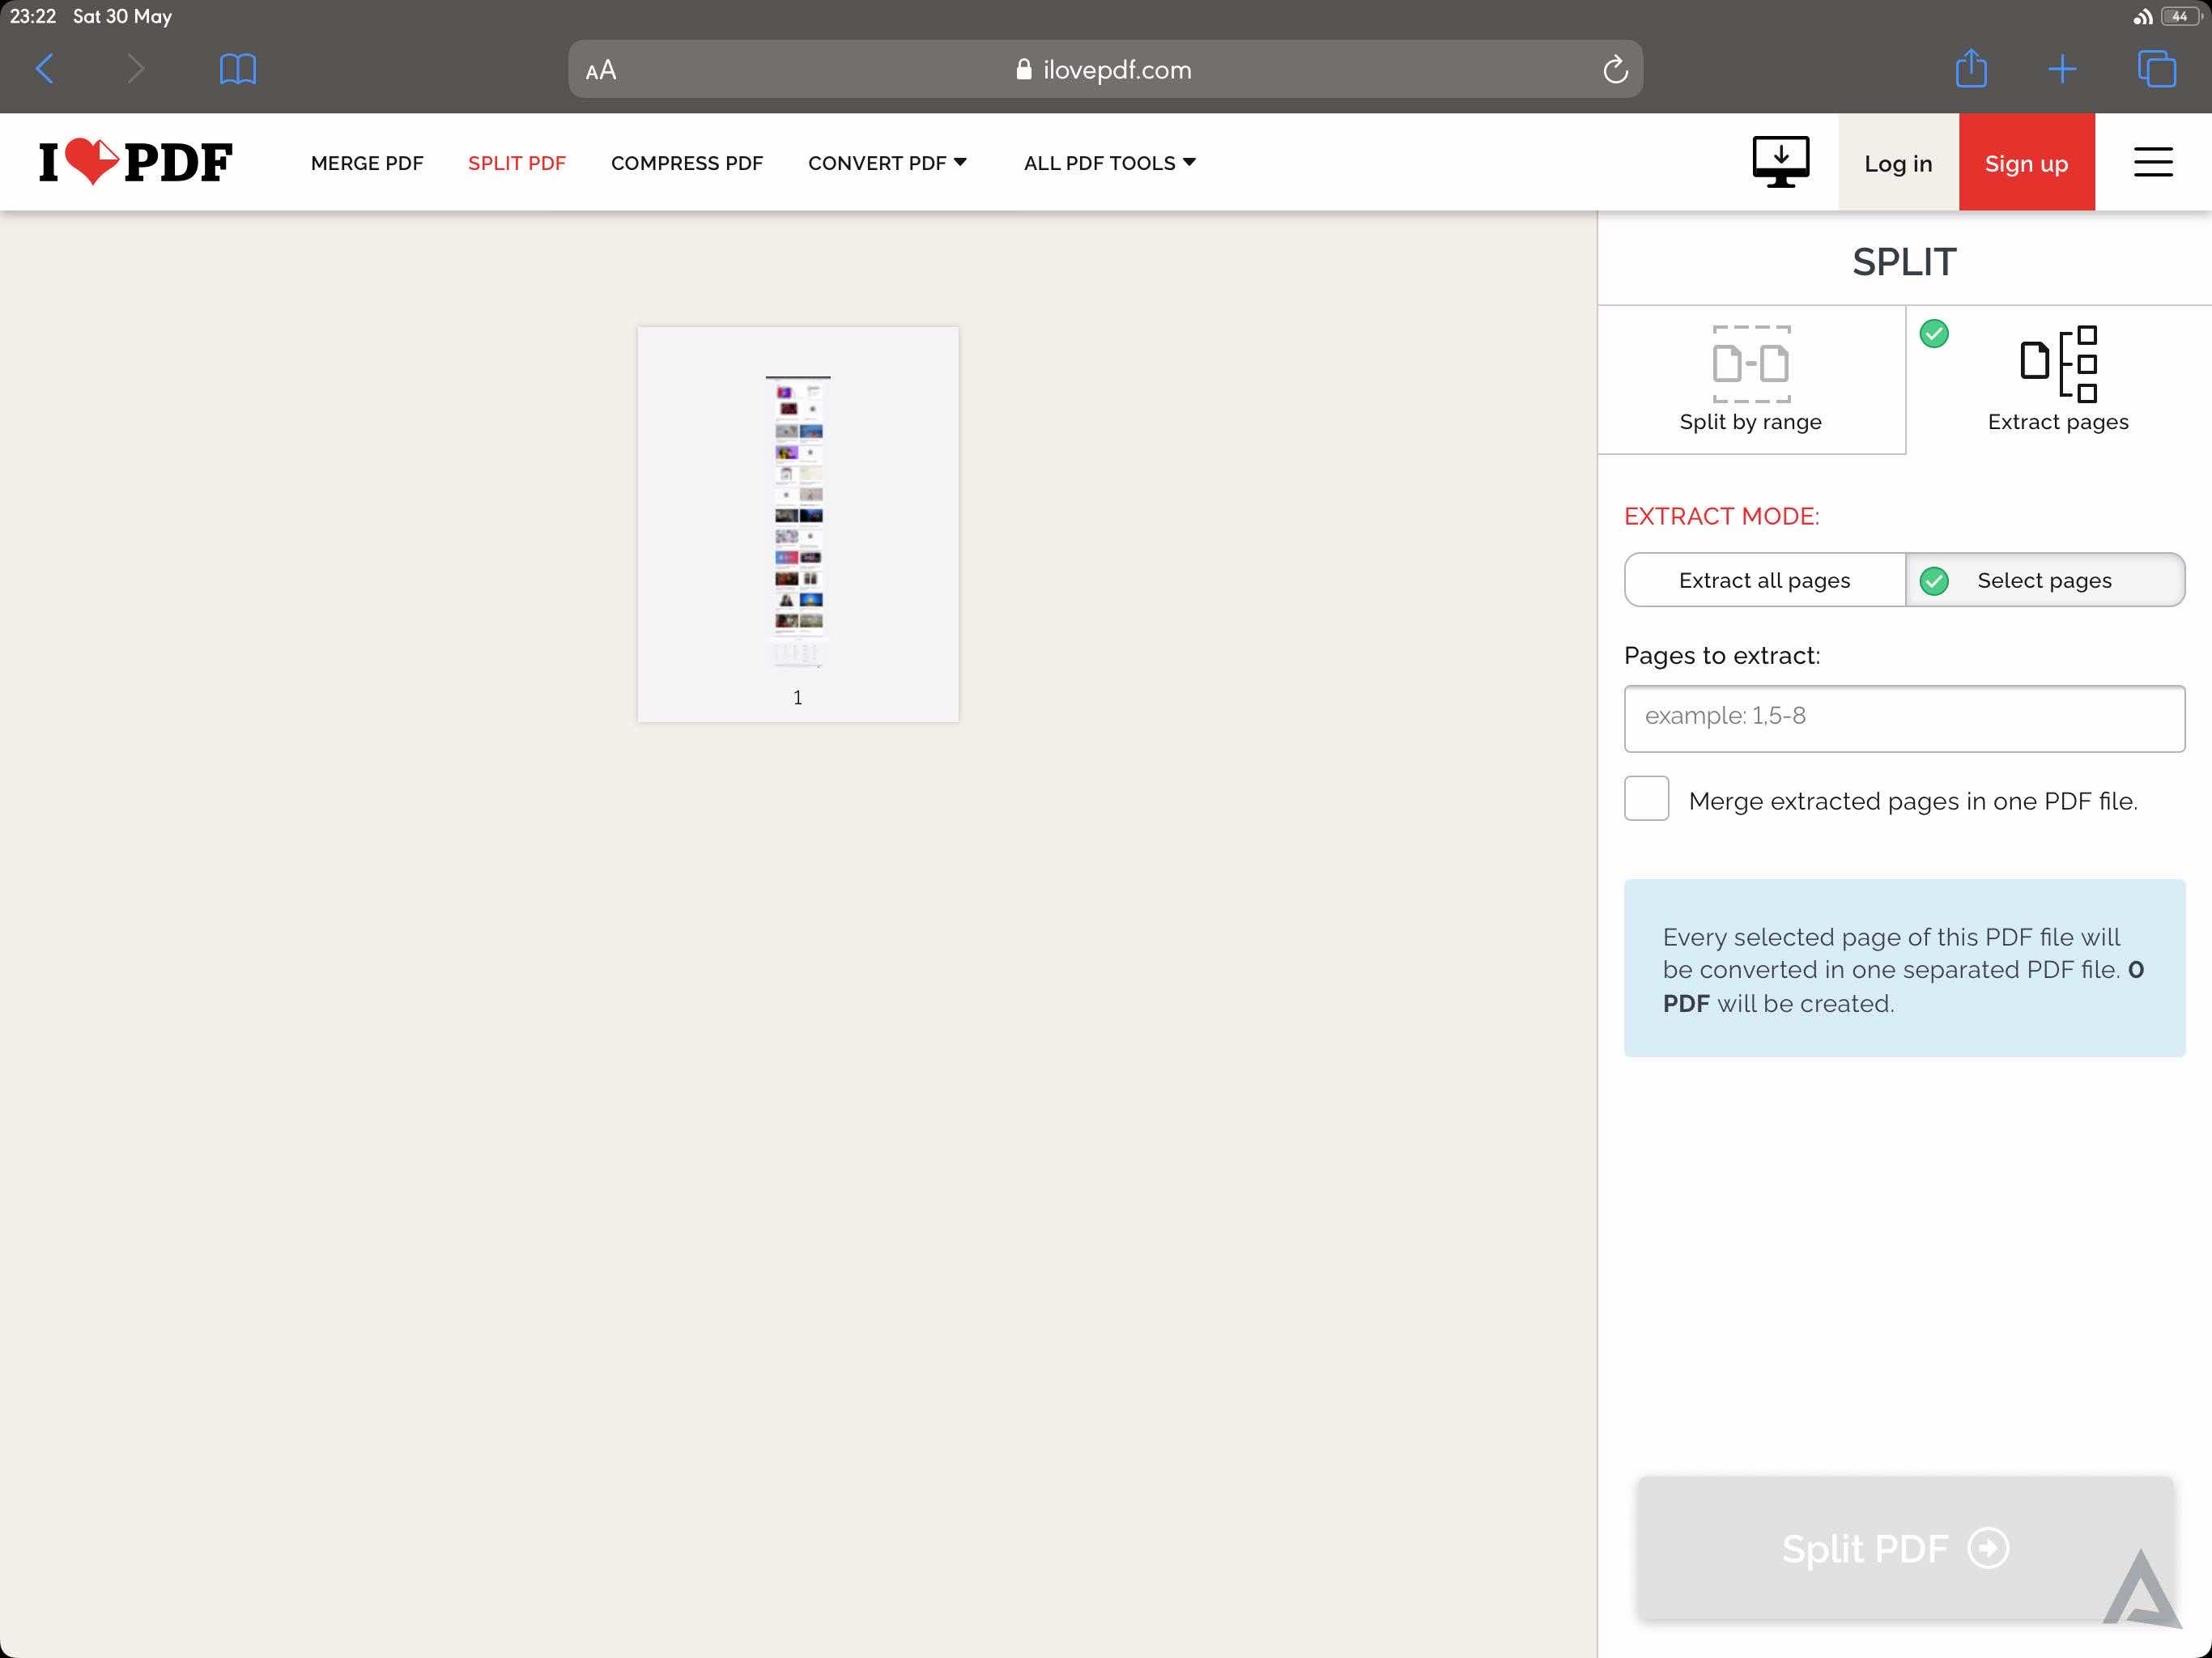 23:22 Sat 30 May
44
AA
ilovepdf.com
I PDF
MERGE PDF
SPLIT PDF
COMPRESS PDF
CONVERT PDF
ALL PDF TOOLS
Log in
Sign up
1
SPLIT
Split by range
Extract pages
EXTRACT MODE:
Extract all pages
Select pages
Pages to extract:
example: 1,5-8
Merge extracted pages in one PDF file.
Every selected page of this PDF file will
be converted in one separated PDF file. 0
PDF will be created.
Split PDF